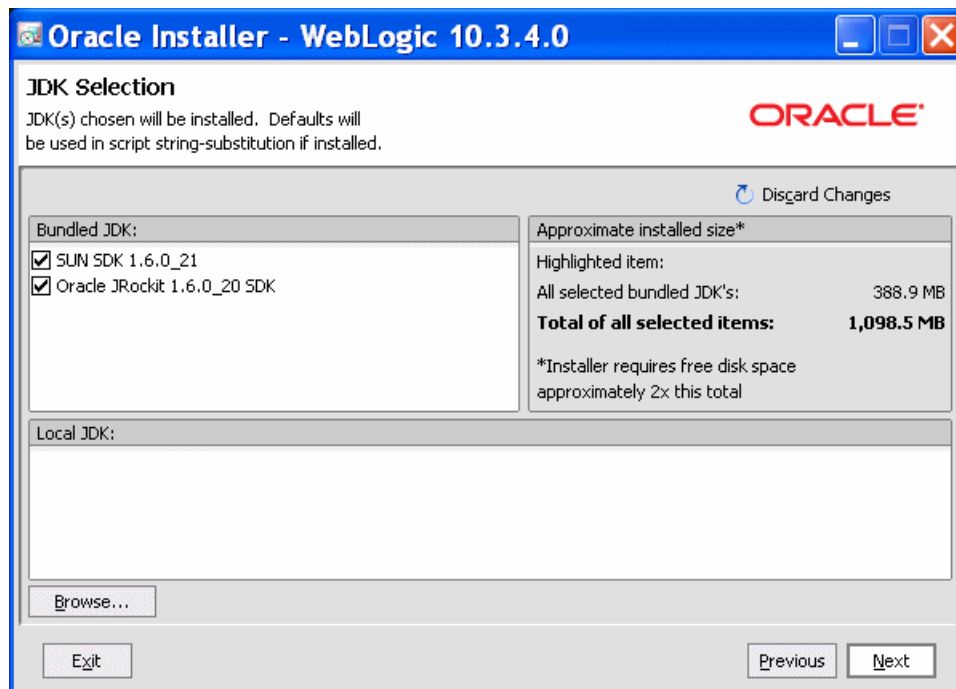 Oracle Installer - WebLogic 10.3.4.0
JDK Selection
JDK(s) chosen will be installed. Defaults will
be used in script string-substitution if installed.
ORACLE
Discard Changes
Bundled JDK:
SUN SDK 1.6.0_21
Oracle JRockit 1.6.0_20 SDK
Approximate installed size*
Highlighted item:
All selected bundled JDK's: 388.9 MB
Total of all selected items: 1,098.5 MB
*Installer requires free disk space
approximately 2x this total
Local JDK:
Browse...
Exit
Previous
Next